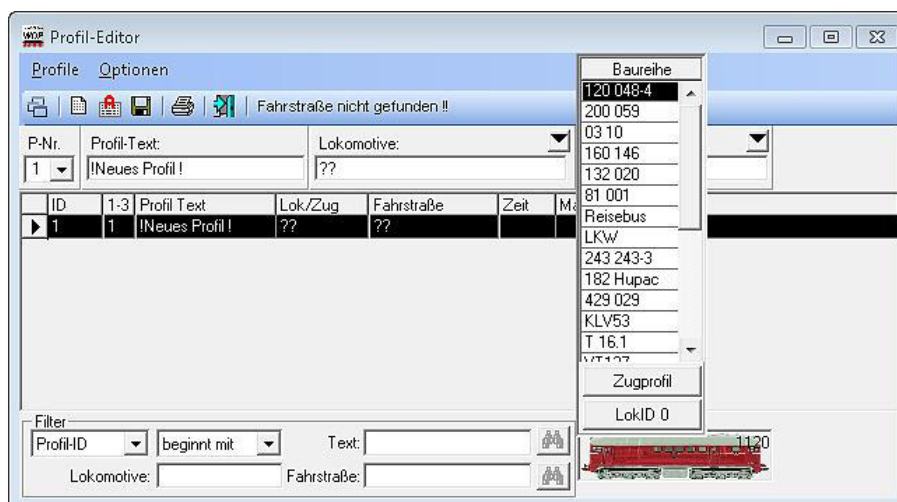 WDP Profil-Editor
Profile Optionen
Fahrstraße nicht gefunden !!
P-Nr. Profil-Text: Lokomotive:
1 !Neues Profil ! ??
ID 1-3 Profil Text Lok/Zug Fahrstraße Zeit
1 1 !Neues Profil ! ?? ??
Baureihe
120 048-4
200 059
03 10
160 146
132 020
81 001
Reisebus
LKW
243 243-3
182 Hupac
429 029
KLV53
T 16.1
VT137
Zugprofil
LokID 0
Filter
Profil-ID beginnt mit Text:
Lokomotive: Fahrstraße:
1120